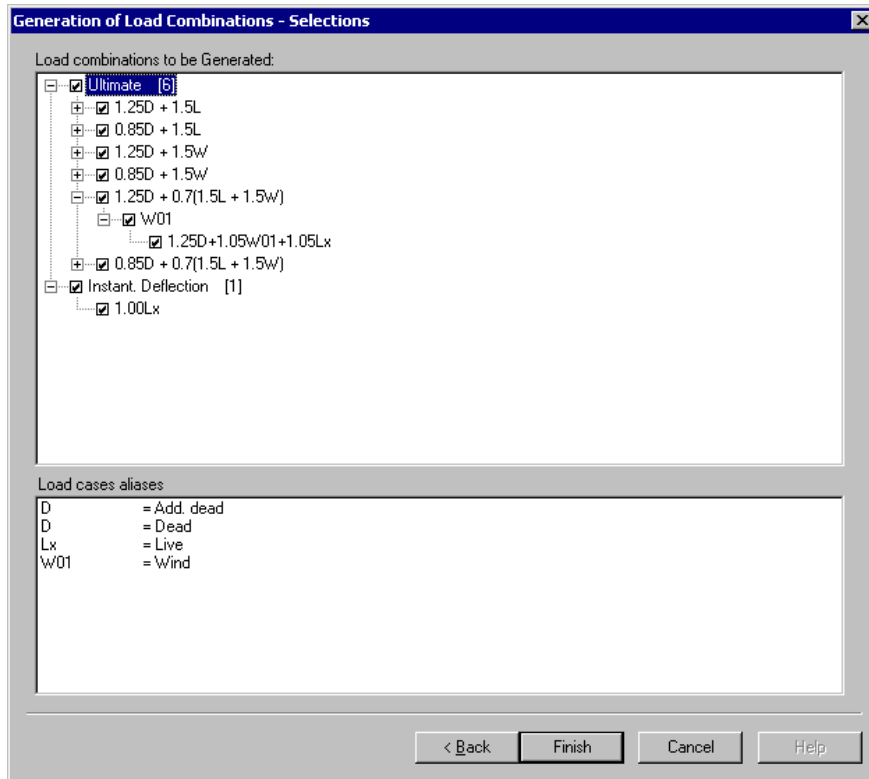 Generation of Load Combinations - Selections
Load combinations to be Generated:
Ultimate [6]
1.25D + 1.5L
0.85D + 1.5L
1.25D + 1.5W
0.85D + 1.5W
1.25D + 0.7(1.5L + 1.5W)
W01
1.25D+1.05W01+1.05Lx
0.85D + 0.7(1.5L + 1.5W)
Instant. Deflection [1]
1.00Lx
Load cases aliases
D = Add. dead
D = Dead
Lx = Live
W01 = Wind
< Back Finish Cancel Help